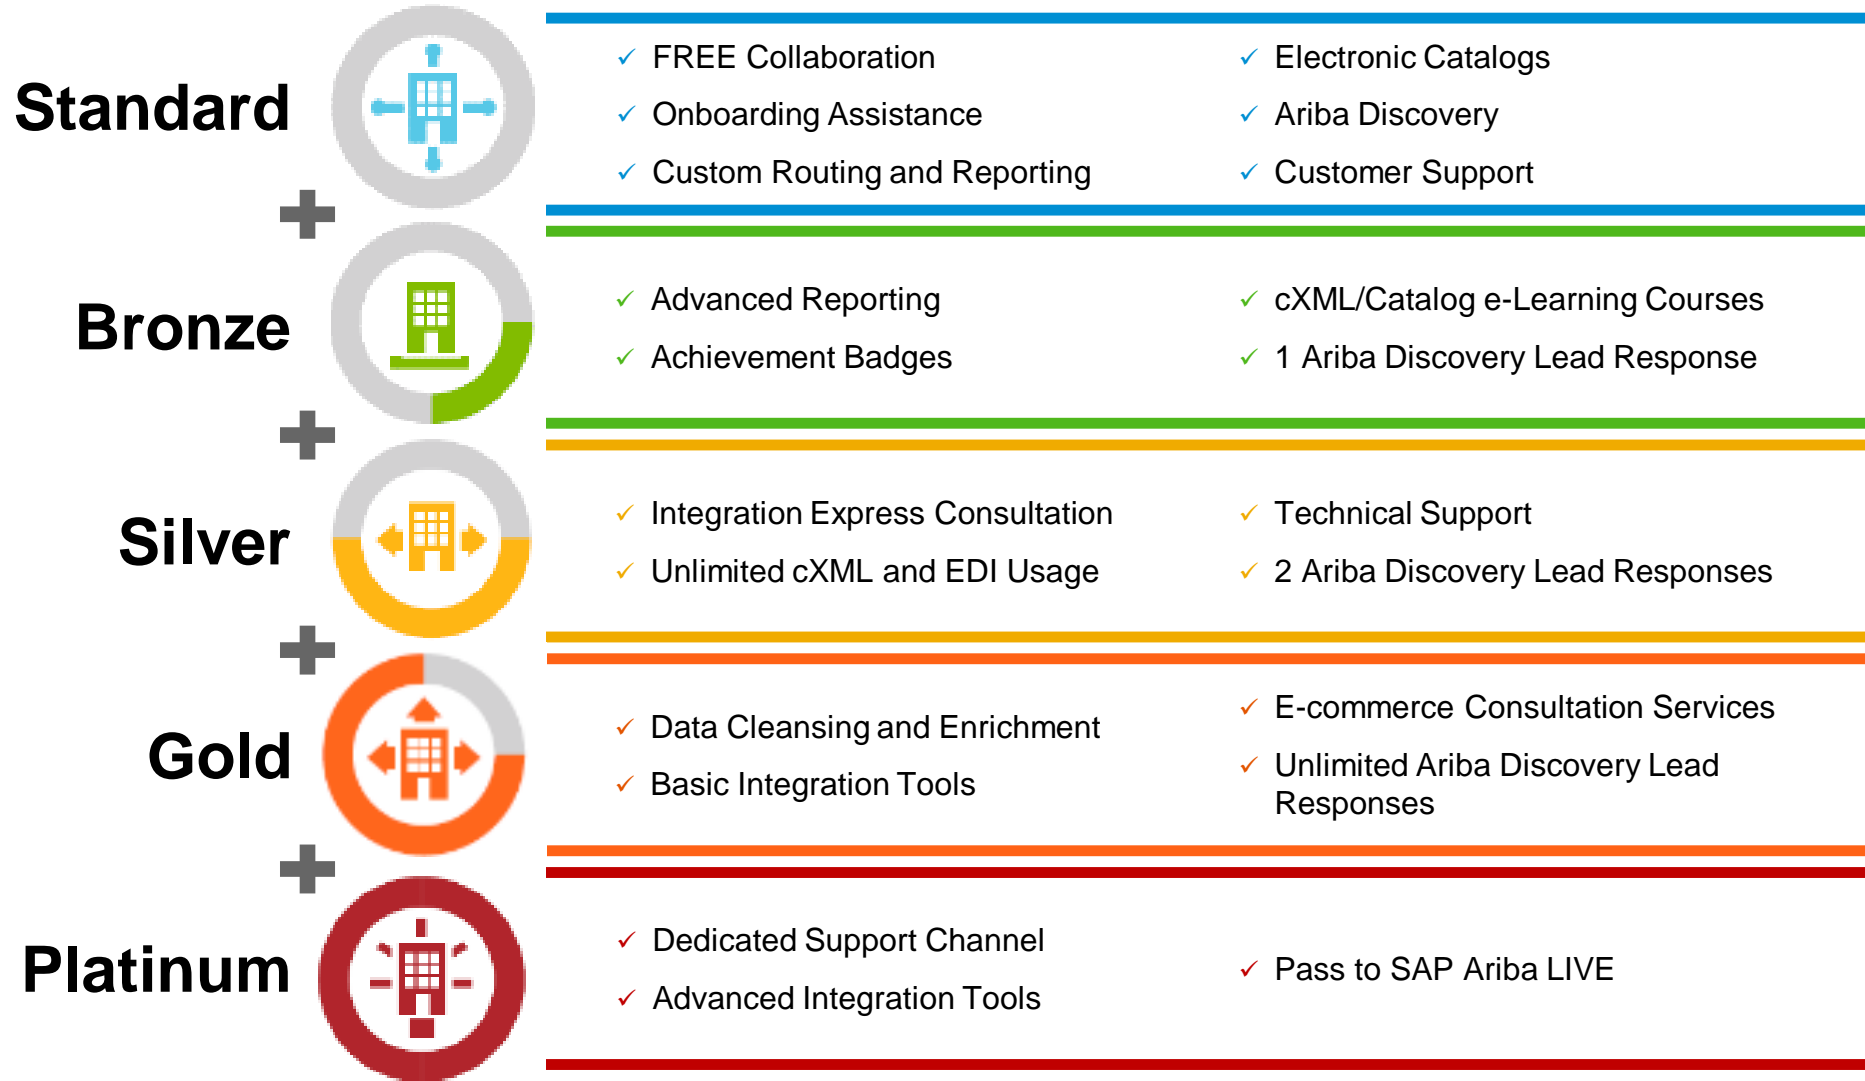 Standard
FREE Collaboration
Onboarding Assistance
Custom Routing and Reporting
Electronic Catalogs
Ariba Discovery
Customer Support
Bronze
Advanced Reporting
Achievement Badges
cXML/Catalog e-Learning Courses
1 Ariba Discovery Lead Response
Silver
Integration Express Consultation
Unlimited cXML and EDI Usage
Technical Support
2 Ariba Discovery Lead Responses
Gold
Data Cleansing and Enrichment
Basic Integration Tools
E-commerce Consultation Services
Unlimited Ariba Discovery Lead
Responses
Platinum
Dedicated Support Channel
Advanced Integration Tools
Pass to SAP Ariba LIVE